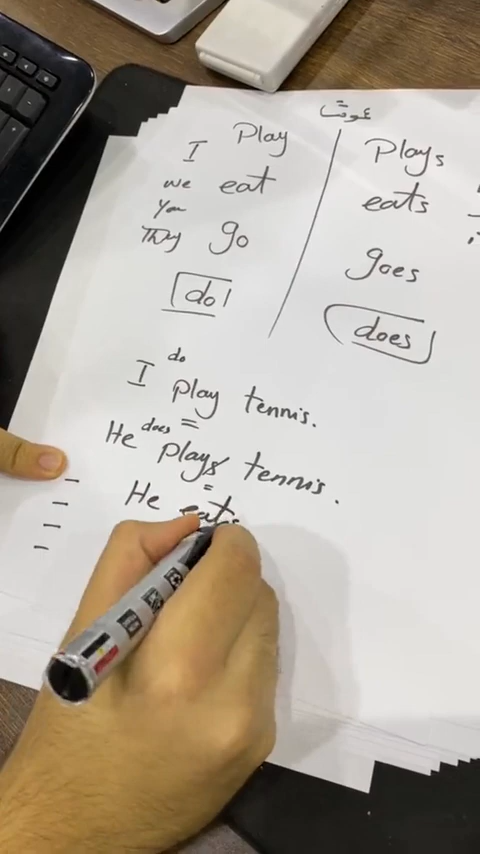 I Play
we eat
You
They go
do
Plays
eats
goes
does
do
I play tennis.
does
He plays tennis.
He eats